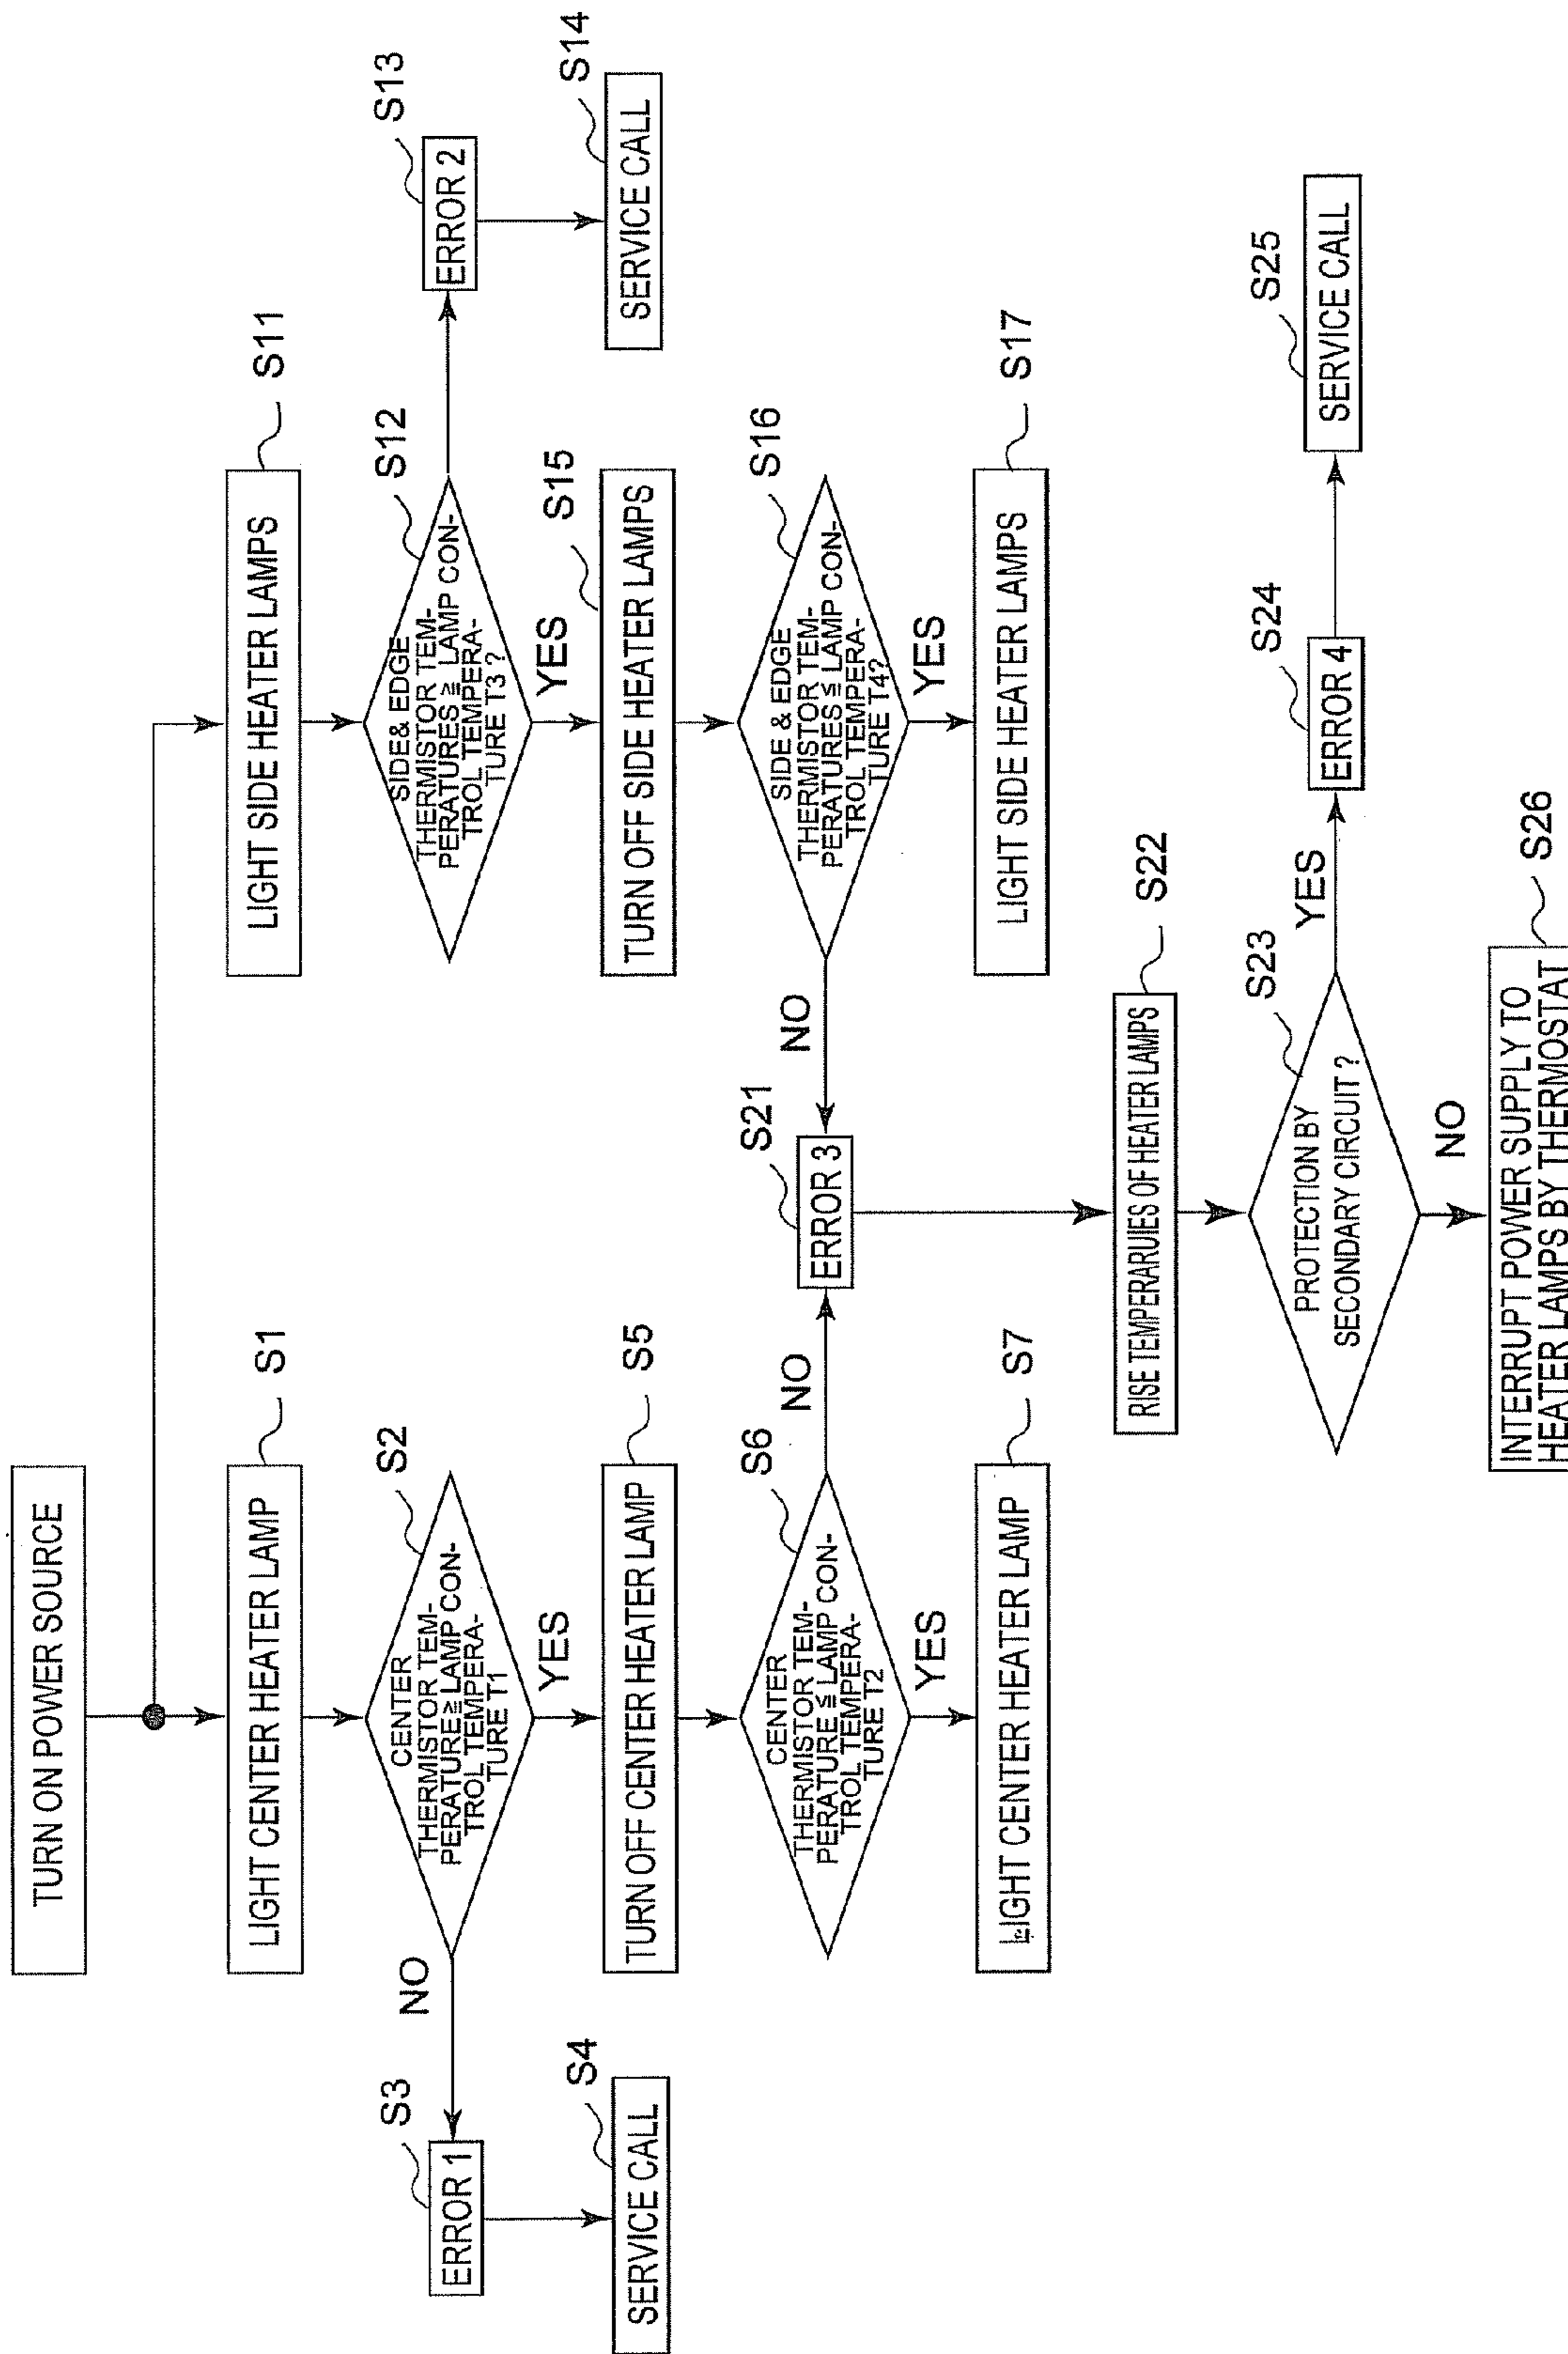 TURN ON POWER SOURCE
LIGHT CENTER HEATER LAMP
S1
CENTER
THERMISTOR TEM-
PERATURE ≧ LAMP CON-
TROL TEMPERA-
TURE T1
S2
NO
ERROR 1
S3
SERVICE CALL
S4
YES
TURN OFF CENTER HEATER LAMP
S5
CENTER
THERMISTOR TEM-
PERATURE ≦ LAMP CON-
TROL TEMPERA-
TURE T2
S6
NO
YES
LIGHT CENTER HEATER LAMP
S7
LIGHT SIDE HEATER LAMPS
S11
SIDE & EDGE
THERMISTOR TEM-
PERATURES ≧ LAMP CON-
TROL TEMPERA-
TURE T3 ?
S12
ERROR 2
S13
SERVICE CALL
S14
YES
TURN OFF SIDE HEATER LAMPS
S15
SIDE & EDGE
THERMISTOR TEM-
PERATURES ≦ LAMP CON-
TROL TEMPERA-
TURE T4?
S16
NO
YES
LIGHT SIDE HEATER LAMPS
S17
ERROR 3
S21
RISE TEMPERARUIES OF HEATER LAMPS
S22
PROTECTION BY
SECONDARY CIRCUIT ?
S23
YES
ERROR 4
S24
SERVICE CALL
S25
NO
INTERRUPT POWER SUPPLY TO
HEATER LAMPS BY THERMOSTAT
S26